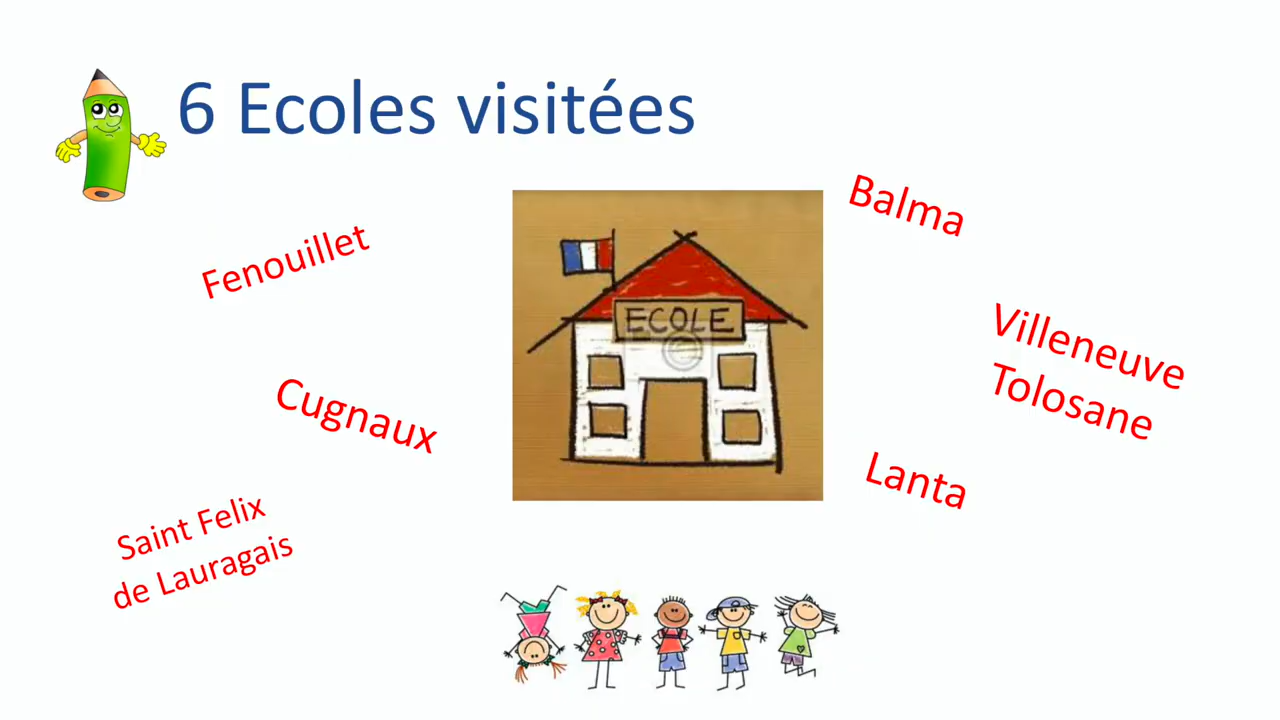 6 Ecoles visitées
Fenouillet
Balma
ECOLE
Villeneuve
Tolosane
Cugnaux
Lanta
Saint Felix
de Lauragais